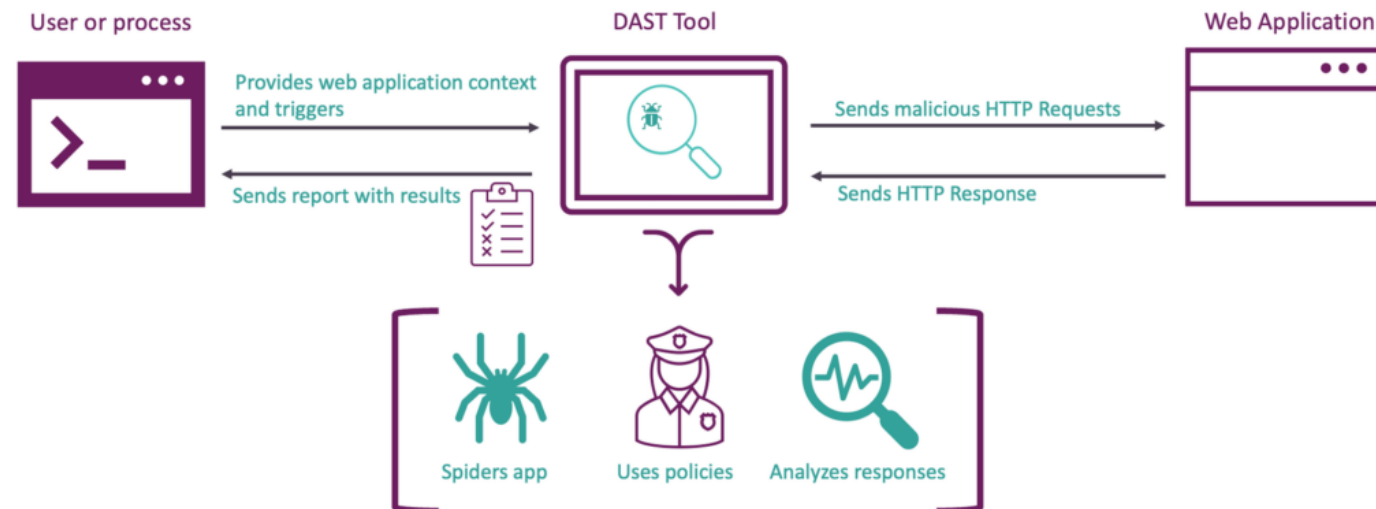 User or process
DAST Tool
Web Application
Provides web application context
and triggers
Sends malicious HTTP Requests
Sends report with results
Sends HTTP Response
Spiders app
Uses policies
Analyzes responses